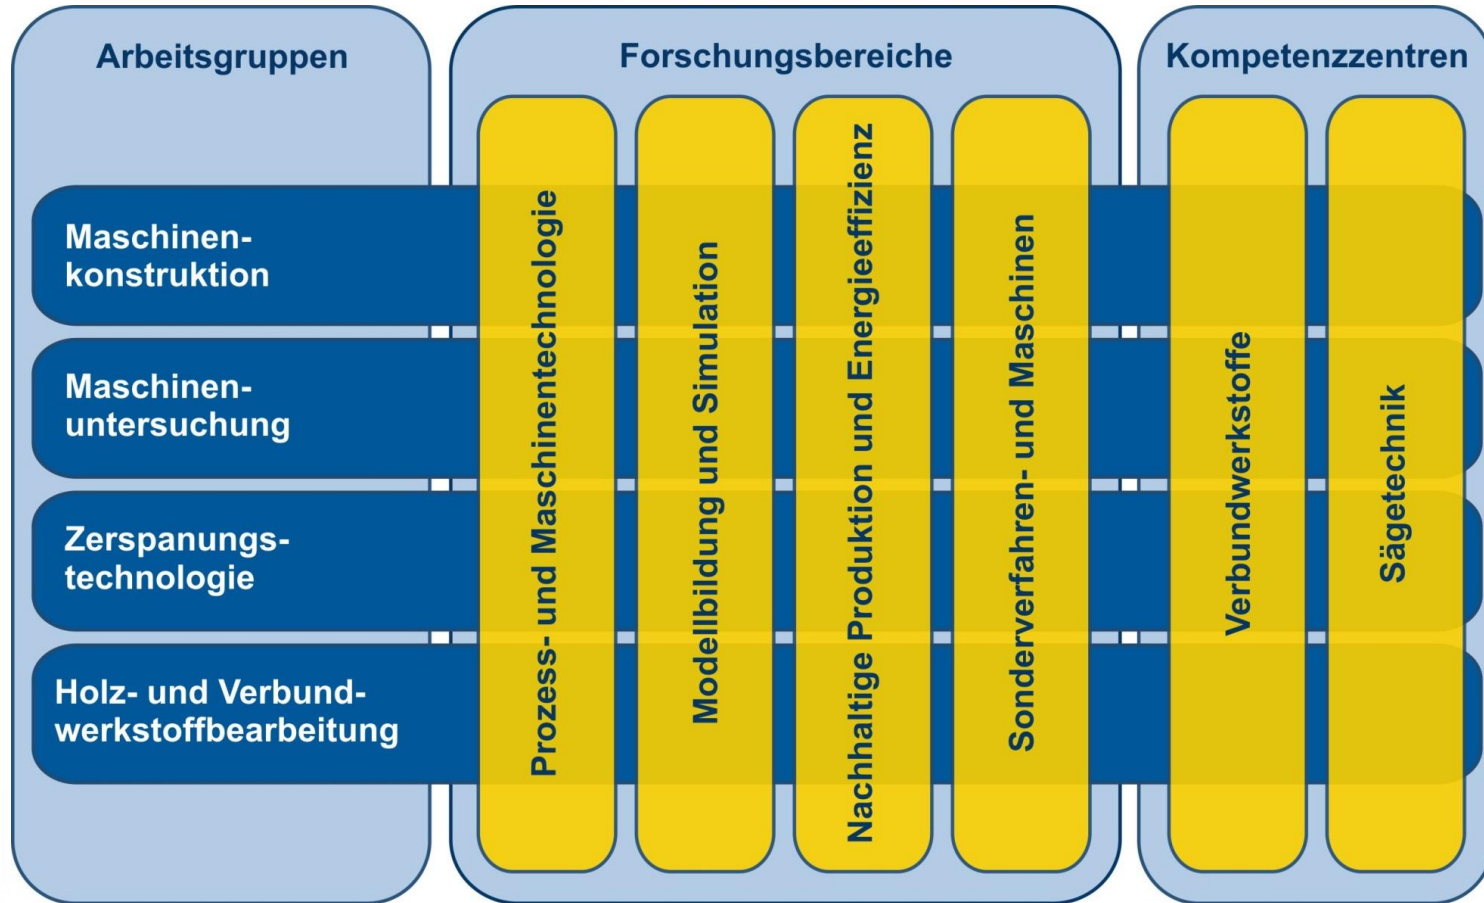 Arbeitsgruppen
Forschungsbereiche
Kompetenzzentren
Maschinen-
konstruktion
Maschinen-
untersuchung
Zerspanungs-
technologie
Holz- und Verbund-
werkstoffbearbeitung
Prozess- und Maschinentechnologie
Modellbildung und Simulation
Nachhaltige Produktion und Energieeffizienz
Sonderverfahren- und Maschinen
Verbundwerkstoffe
Sägetechnik